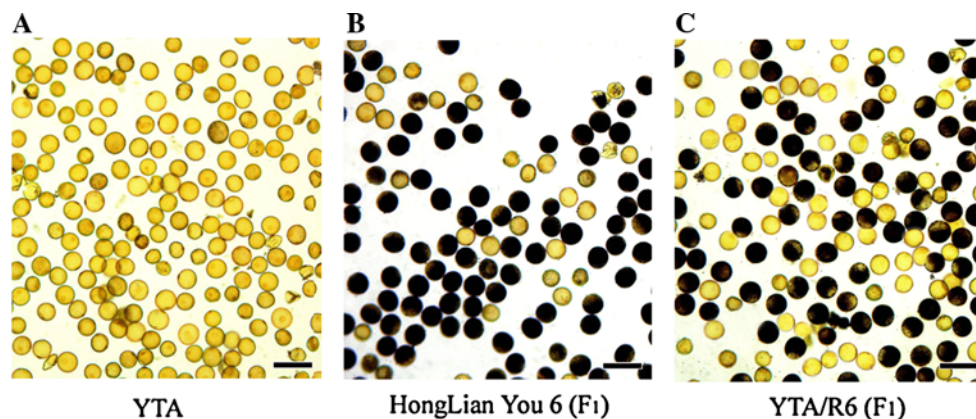 A
B
C
YTA
HongLian You 6 (F₁)
YTA/R6 (F₁)